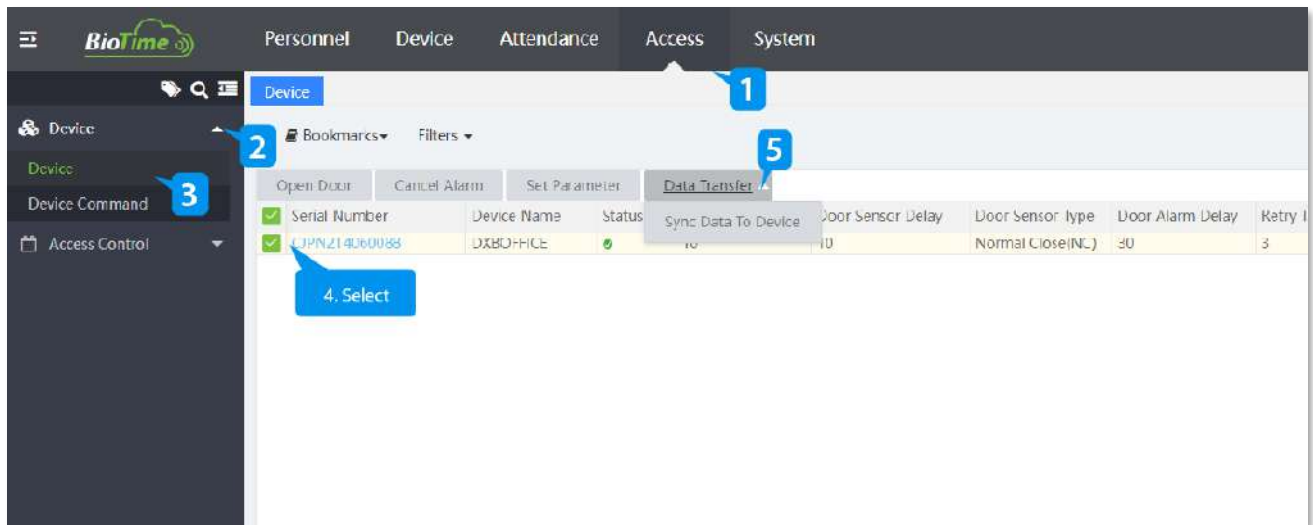 BioTime
Personnel Device Attendance Access System
1
Device
Device
2
Bookmarks Filters
5
Device
3
Open Door Cancel Alarm Set Parameter Data Transfer
Device Command
Serial Number Device Name Status Door Sensor Delay Door Sensor Type Door Alarm Delay Retry
Sync Data To Device
Access Control
DXBOFFICE 10 10 Normal Close(NC) 30 3
4. Select